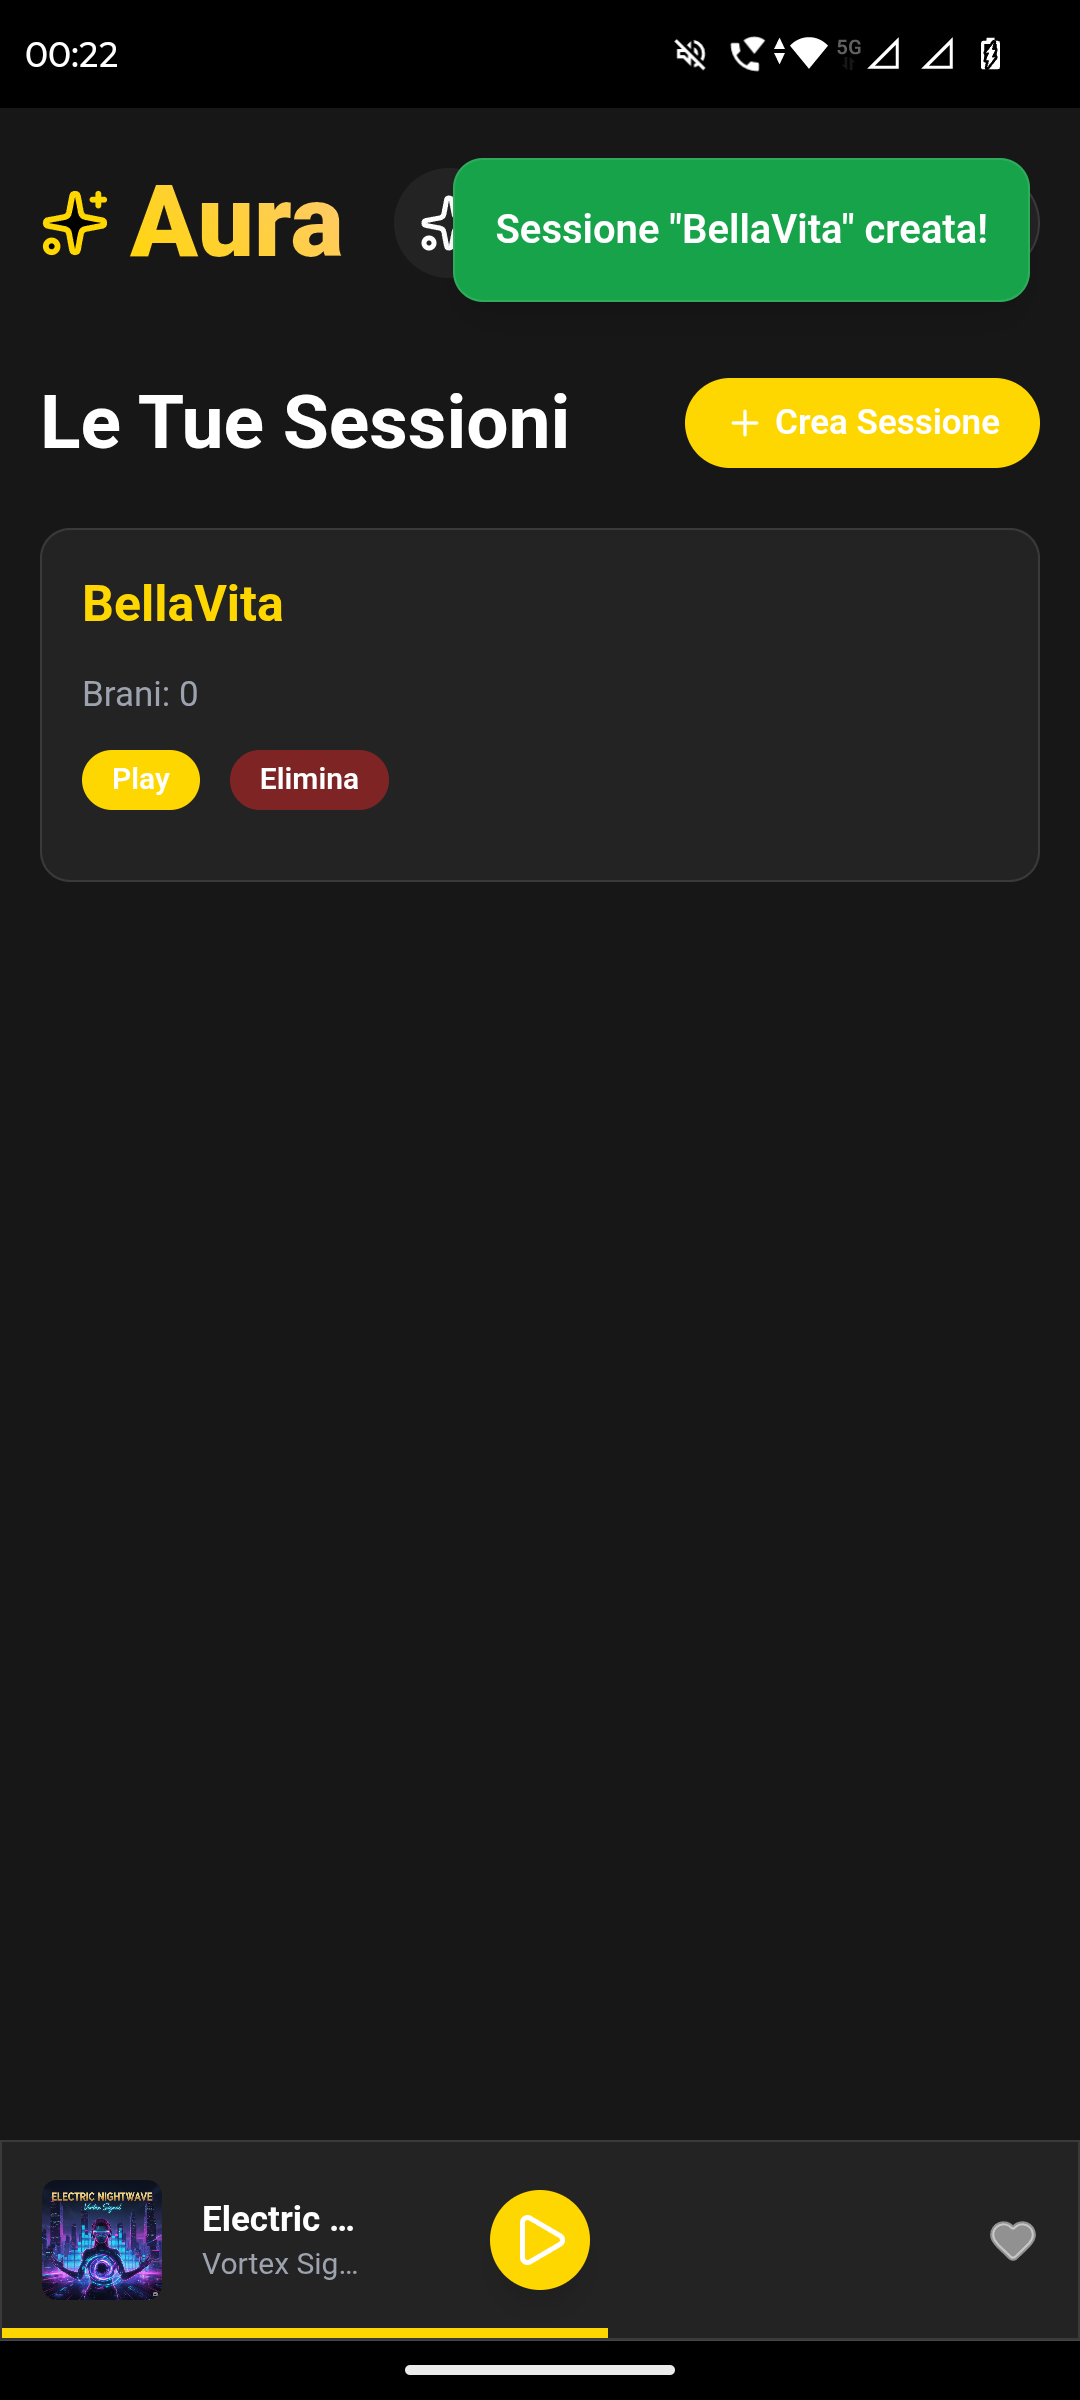 00:22
5G
Aura
Sessione "BellaVita" creata!
Le Tue Sessioni
+ Crea Sessione
BellaVita
Brani: 0
Play
Elimina
ELECTRIC NIGHTWAVE
Vortex Signal
Electric ...
Vortex Sig...